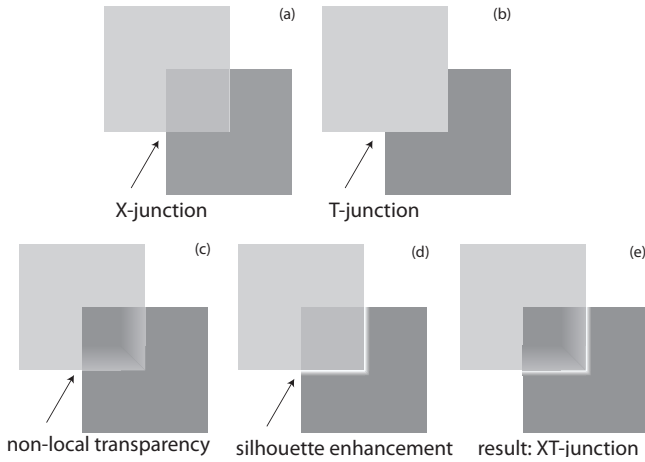 (a)
(b)
X-junction
T-junction
(c)
(d)
(e)
non-local transparency
silhouette enhancement
result: XT-junction